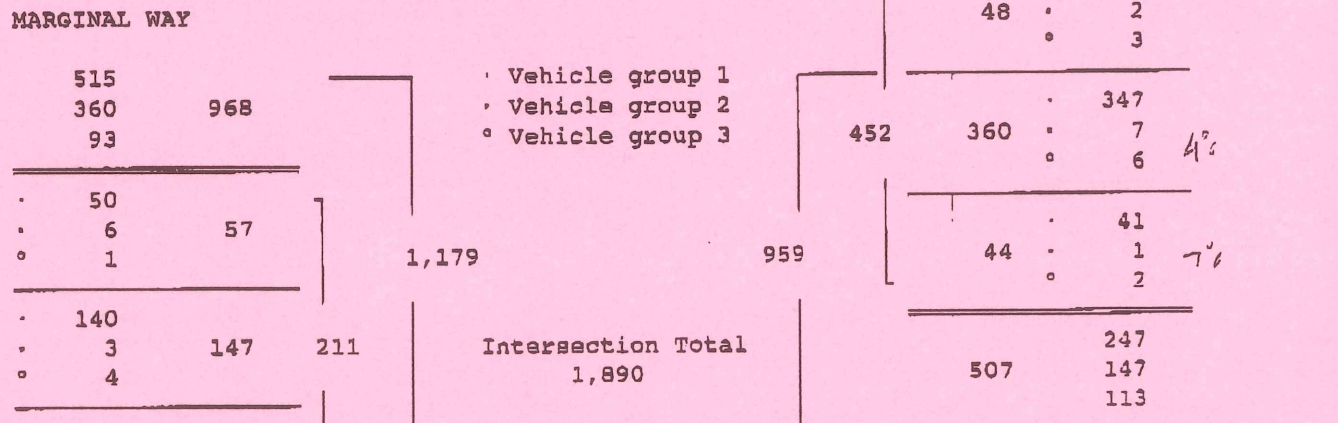 MARGINAL WAY
515
360 968
93
· 50
· 6 57
° 1
· 140
· 3 147 211
° 4
1,179
· Vehicle group 1
· Vehicle group 2
° Vehicle group 3
Intersection Total
1,890
959
452
48 · 2
° 3
· 347
360 · 7
° 6 4%
· 41
44 · 1 7%
° 2
247
507 147
113